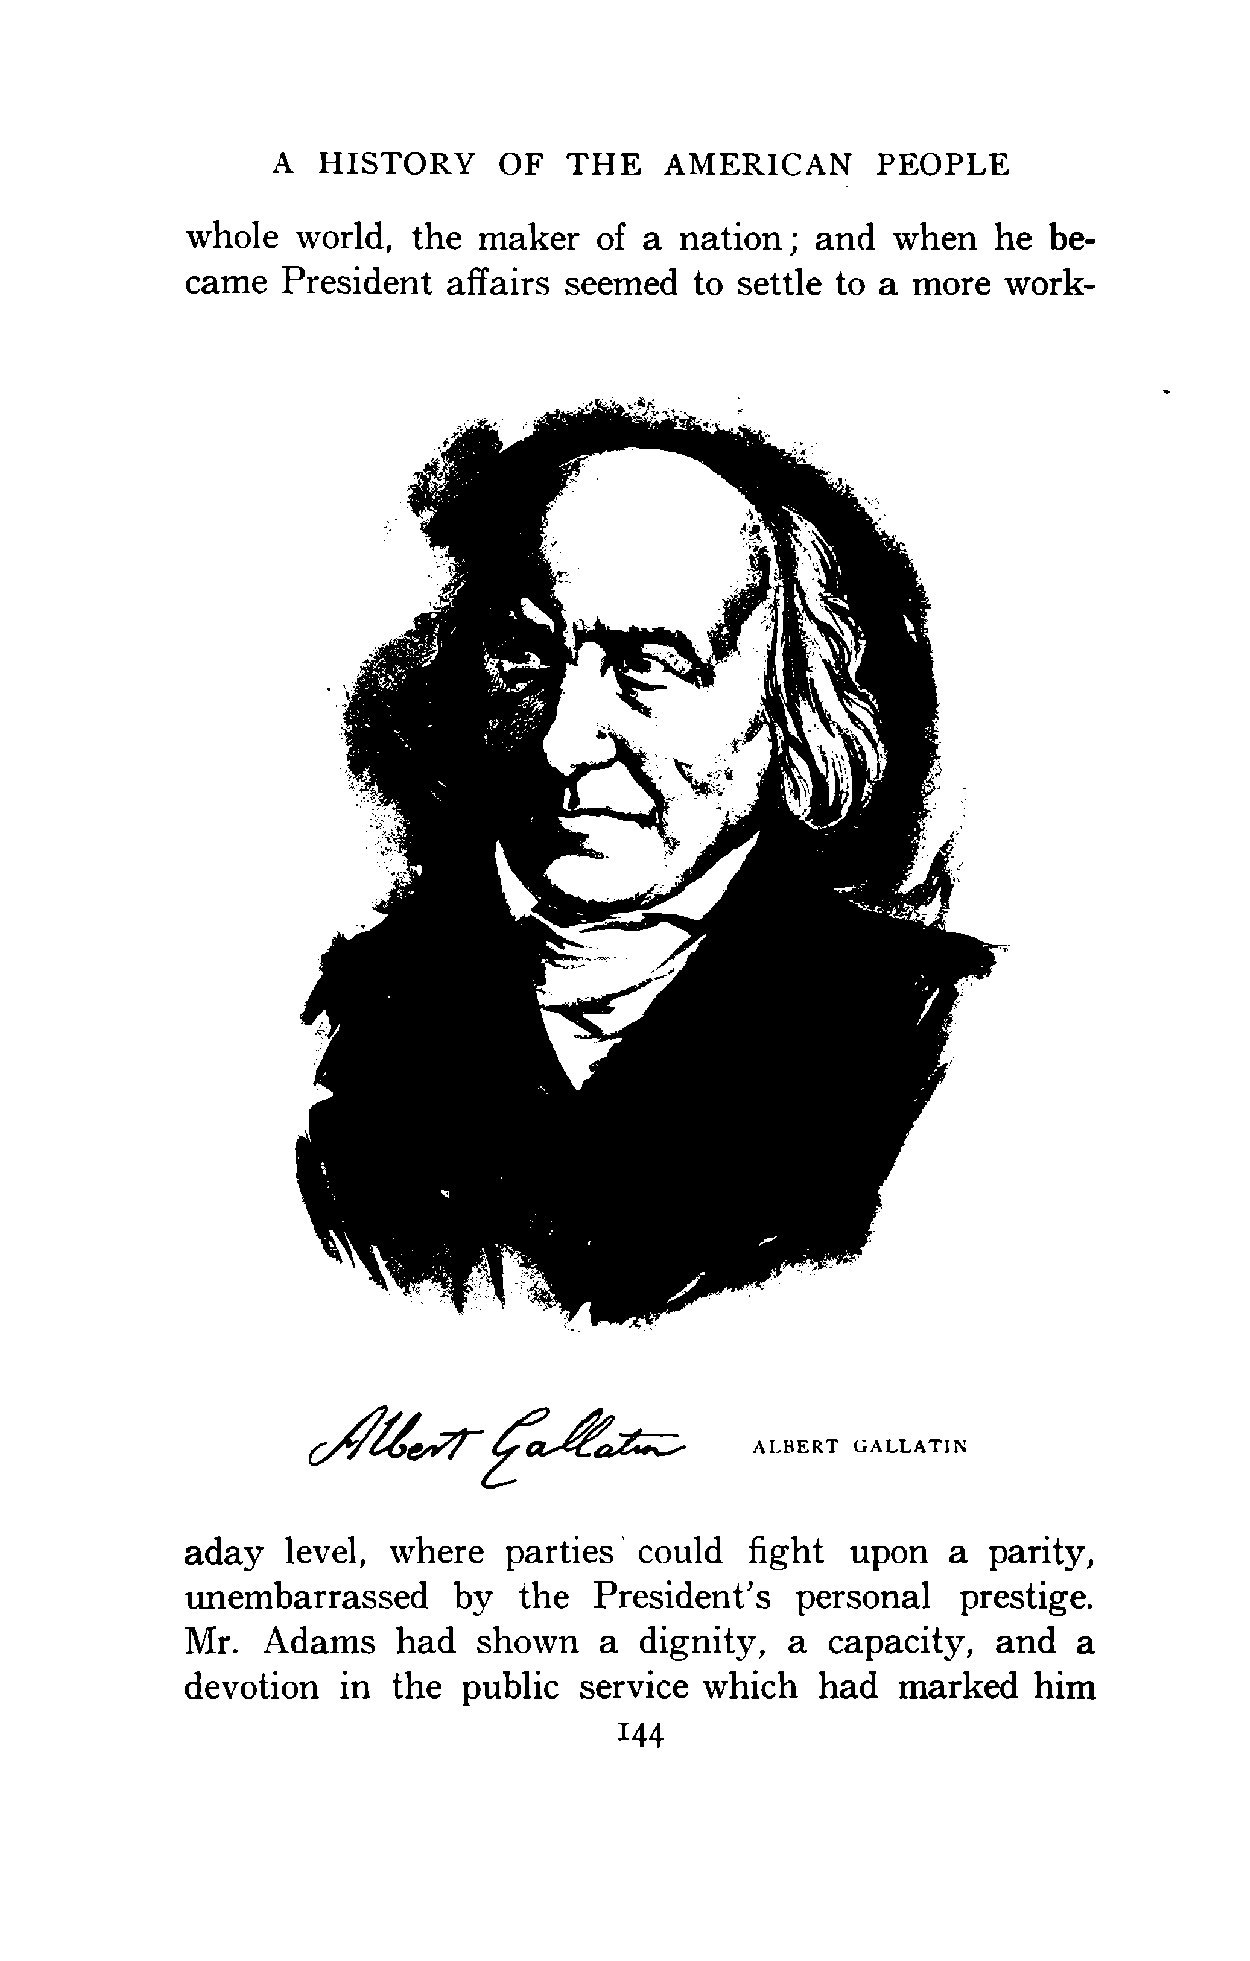 A HISTORY OF THE AMERICAN PEOPLE
whole world, the maker of a nation; and when he be-
came President affairs seemed to settle to a more work-
Albert Gallatin ALBERT GALLATIN
aday level, where parties could fight upon a parity,
unembarrassed by the President's personal prestige.
Mr. Adams had shown a dignity, a capacity, and a
devotion in the public service which had marked him
144